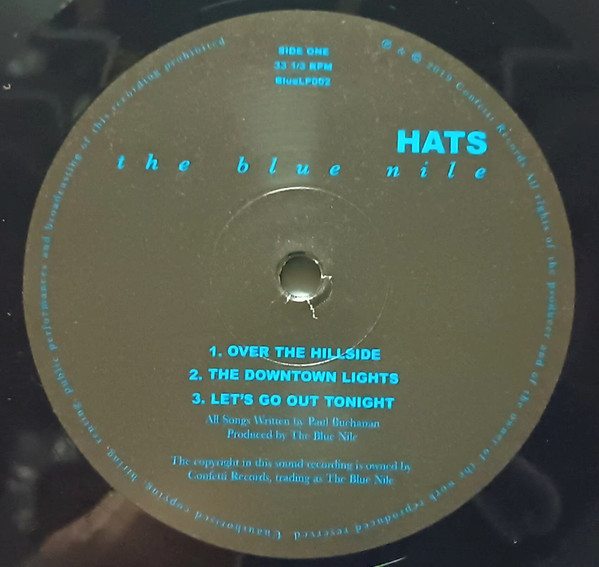 SIDE ONE
33 1/3 RPM
BlueLP002
HATS
the blue nile
1. OVER THE HILLSIDE
2. THE DOWNTOWN LIGHTS
3. LET'S GO OUT TONIGHT
All Songs Written by Paul Buchanan
Produced by The Blue Nile
The copyright in this sound recording is owned by
Confetti Records, trading as The Blue Nile
℗ & © 2019 Confetti Records All rights of the producer and of the owner of the work reproduced reserved. Unauthorised copying, hiring, renting, public performances and broadcasting of this recording prohibited